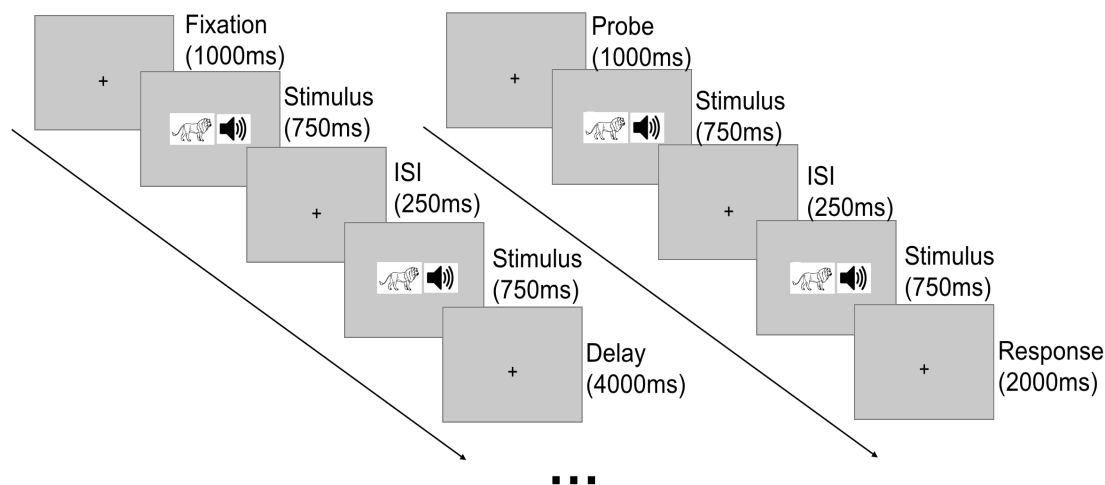 Fixation
(1000ms)
Stimulus
(750ms)
ISI
(250ms)
Stimulus
(750ms)
Delay
(4000ms)
Probe
(1000ms)
Stimulus
(750ms)
ISI
(250ms)
Stimulus
(750ms)
Response
(2000ms)
...